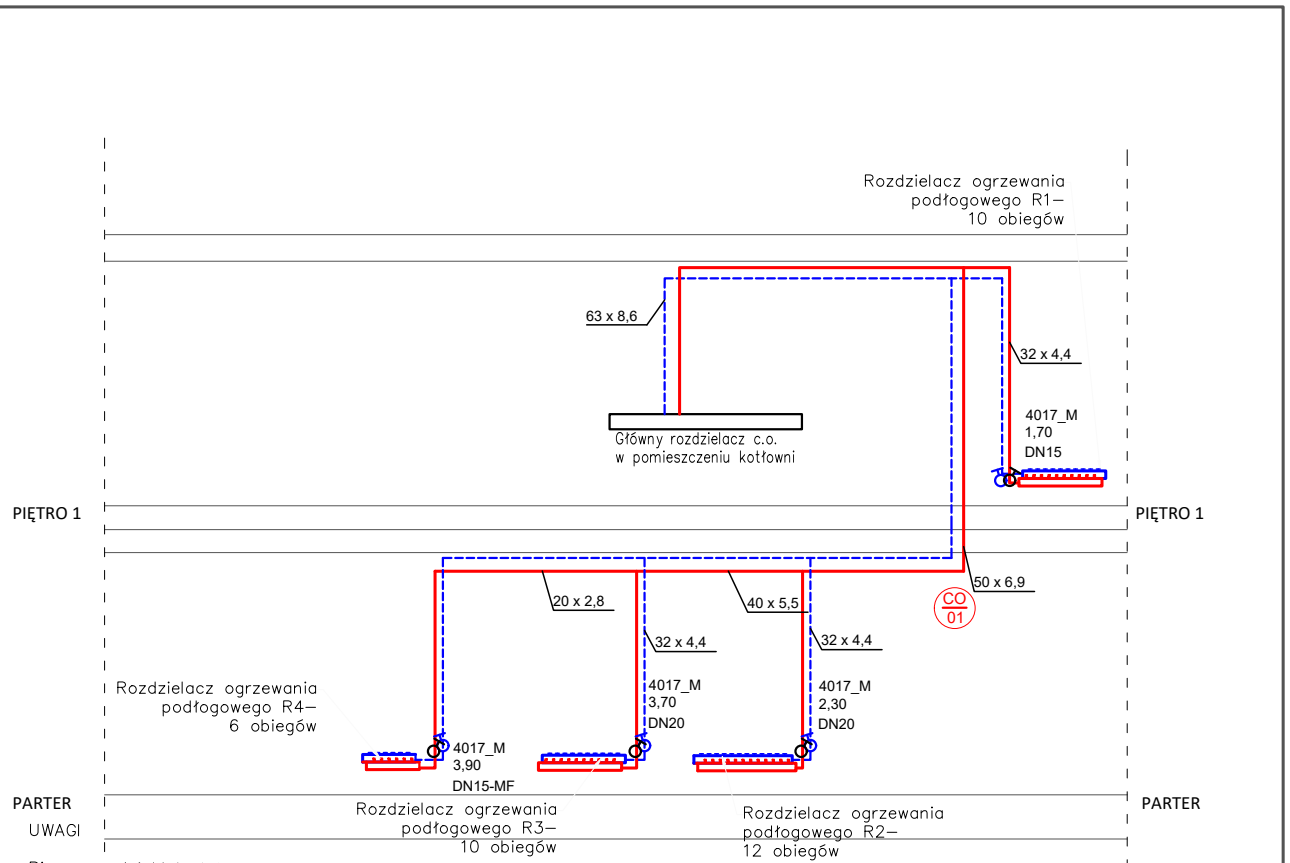 Rozdzielacz ogrzewania
podłogowego R1–
10 obiegów
63 x 8,6
32 x 4,4
4017_M
1,70
DN15
Główny rozdzielacz c.o.
w pomieszczeniu kotłowni
PIĘTRO 1
PIĘTRO 1
50 x 6,9
20 x 2,8
40 x 5,5
CO
01
32 x 4,4
32 x 4,4
Rozdzielacz ogrzewania
podłogowego R4–
6 obiegów
4017_M
3,70
DN20
4017_M
2,30
DN20
4017_M
3,90
DN15-MF
PARTER
PARTER
Rozdzielacz ogrzewania
podłogowego R3–
10 obiegów
Rozdzielacz ogrzewania
podłogowego R2–
12 obiegów
UWAGI